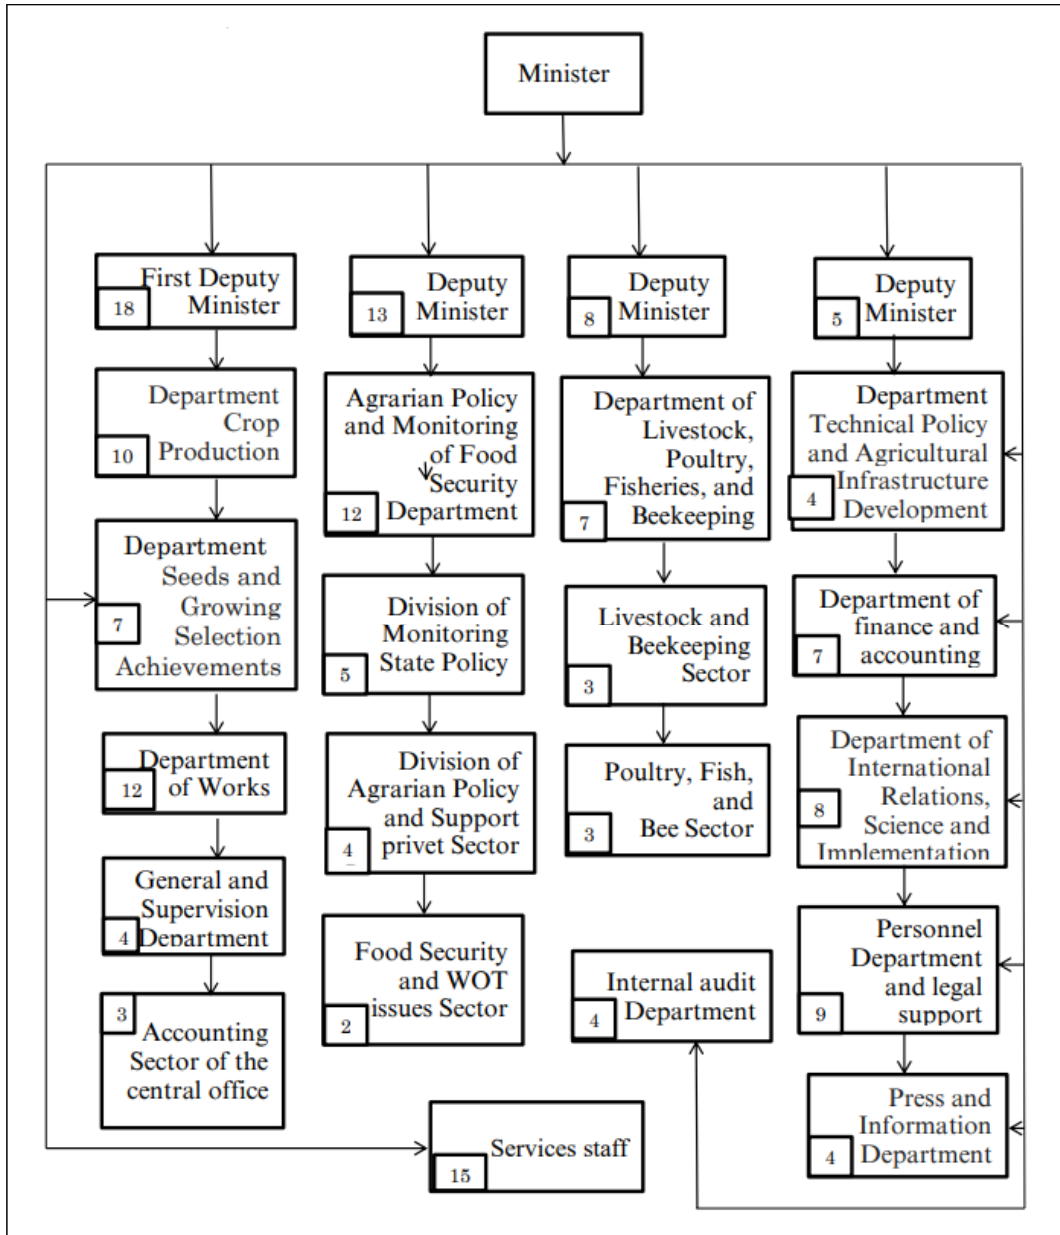 Minister
First Deputy
Minister
18
Department
Crop
Production
10
Department
Seeds and
Growing
Selection
Achievements
7
Department
of Works
12
General and
Supervision
Department
4
3
Accounting
Sector of the
central office
Deputy
Minister
13
Agrarian Policy
and Monitoring
of Food
Security
Department
12
Division of
Monitoring
State Policy
5
Division of
Agrarian Policy
and Support
privet Sector
4
Food Security
and WOT
issues Sector
2
Deputy
Minister
8
Department of
Livestock,
Poultry,
Fisheries, and
Beekeeping
7
Livestock and
Beekeeping
Sector
3
Poultry, Fish,
and
Bee Sector
3
Internal audit
Department
4
Deputy
Minister
5
Department
Technical Policy
and Agricultural
Infrastructure
Development
4
Department of
finance and
accounting
7
Department of
International
Relations,
Science and
Implementation
8
Personnel
Department
and legal
support
9
Press and
Information
Department
4
Services staff
15